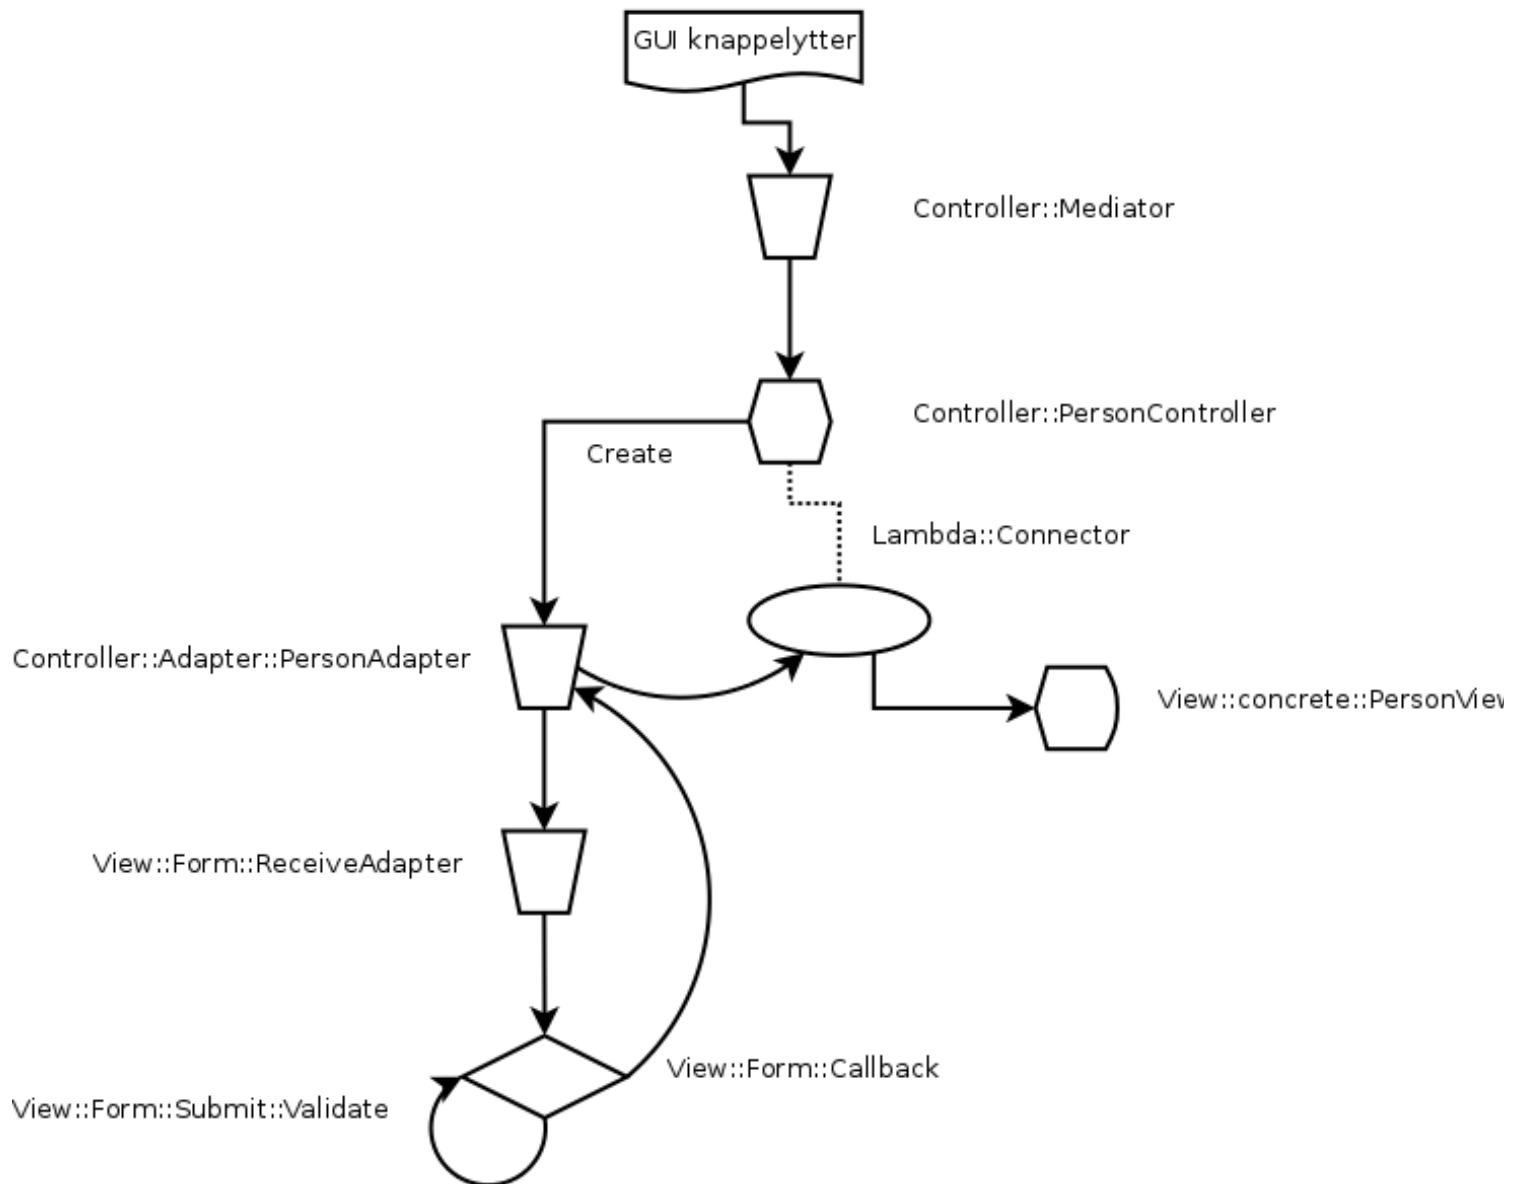 GUI knappelytter
Controller::Mediator
Controller::PersonController
Create
Lambda::Connector
Controller::Adapter::PersonAdapter
View::concrete::PersonView
View::Form::ReceiveAdapter
View::Form::Callback
View::Form::Submit::Validate